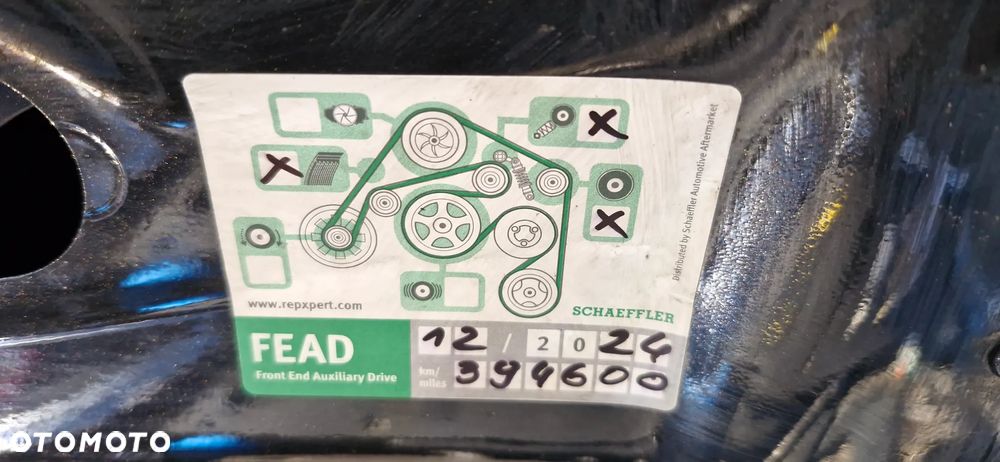 X
X
X
Distributed by Schaeffler Automotive Aftermarket
www.repxpert.com
SCHAEFFLER
FEAD
Front End Auxiliary Drive
12 / 2024
km/
miles
394600
OTOMOTO